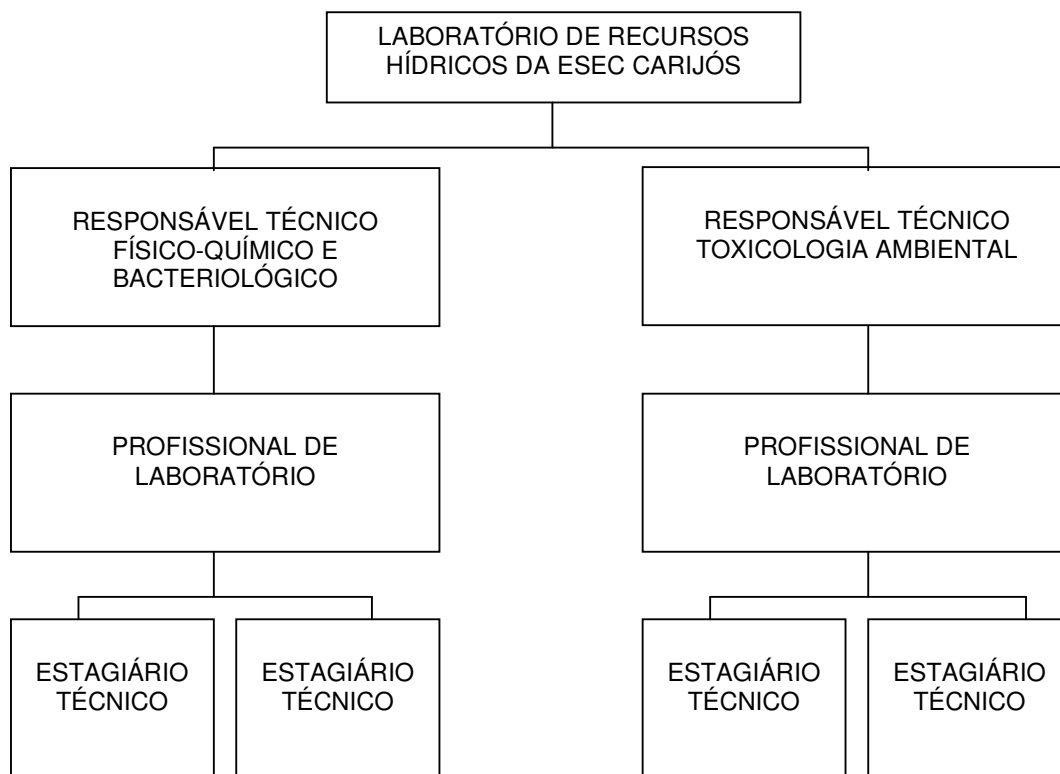 LABORATÓRIO DE RECURSOS
HÍDRICOS DA ESEC CARIJÓS
RESPONSÁVEL TÉCNICO
FÍSICO-QUÍMICO E
BACTERIOLÓGICO
RESPONSÁVEL TÉCNICO
TOXICOLOGIA AMBIENTAL
PROFISSIONAL DE
LABORATÓRIO
PROFISSIONAL DE
LABORATÓRIO
ESTAGIÁRIO
TÉCNICO
ESTAGIÁRIO
TÉCNICO
ESTAGIÁRIO
TÉCNICO
ESTAGIÁRIO
TÉCNICO